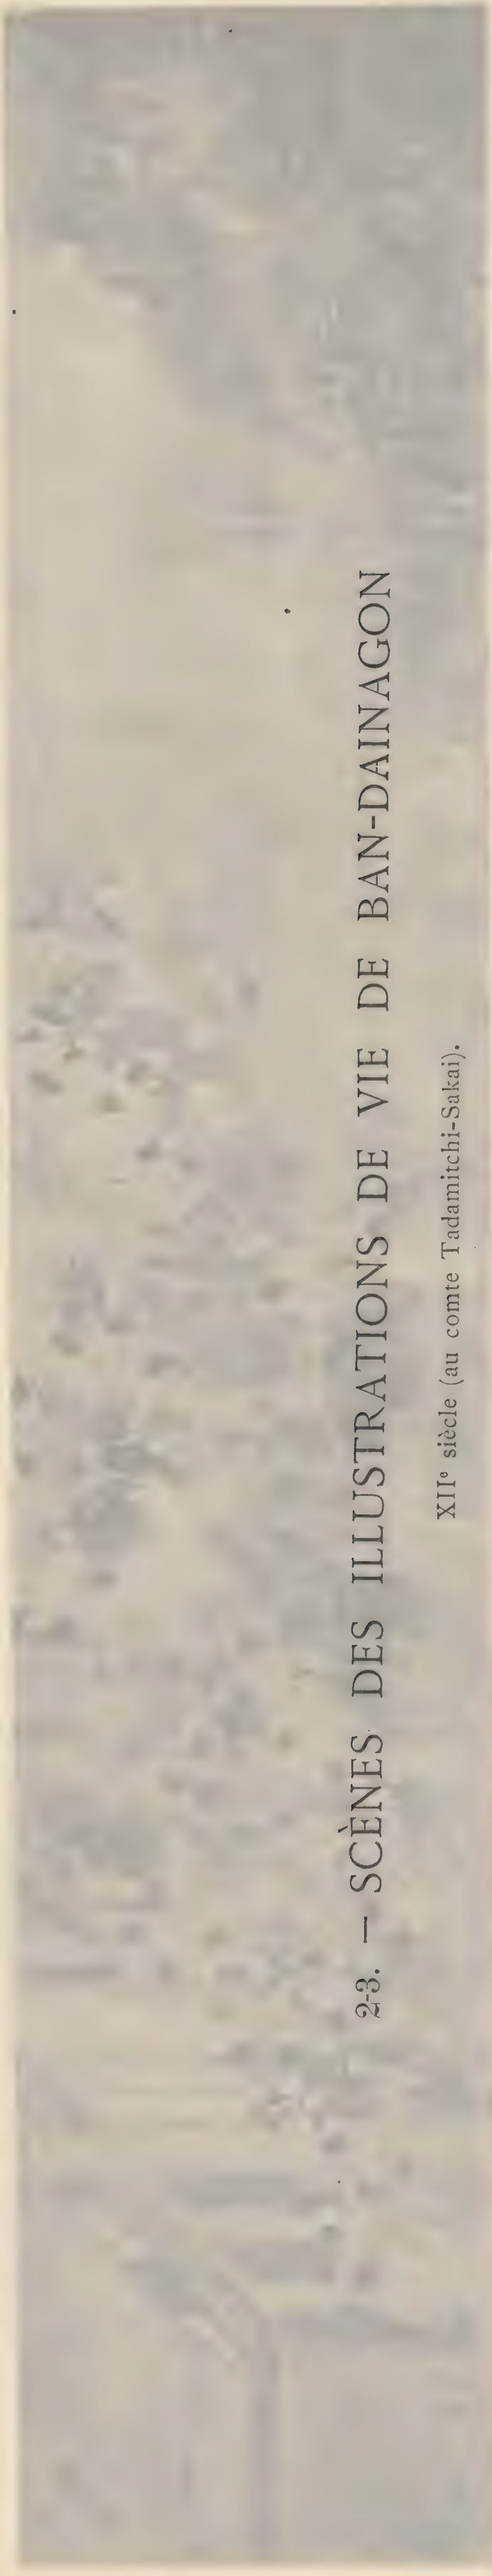 2-3. — SCÈNES DES ILLUSTRATIONS DE VIE DE BAN-DAINAGON
XIIᵉ siècle (au comte Tadamitchi-Sakai).